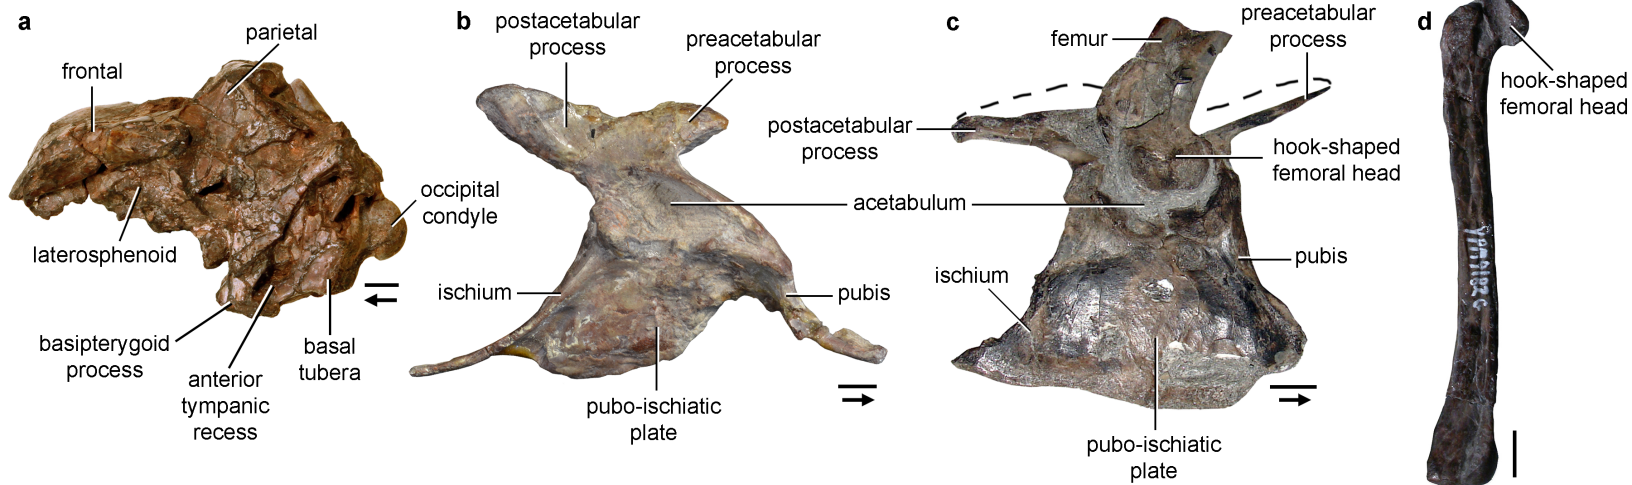 a
parietal
frontal
laterosphenoid
occipital
condyle
basipterygoid
process
anterior
tympanic
recess
basal
tubera
b
postacetabular
process
preacetabular
process
acetabulum
ischium
pubis
pubo-ischiatic
plate
c
femur
preacetabular
process
postacetabular
process
hook-shaped
femoral head
ischium
pubis
pubo-ischiatic
plate
d
hook-shaped
femoral head